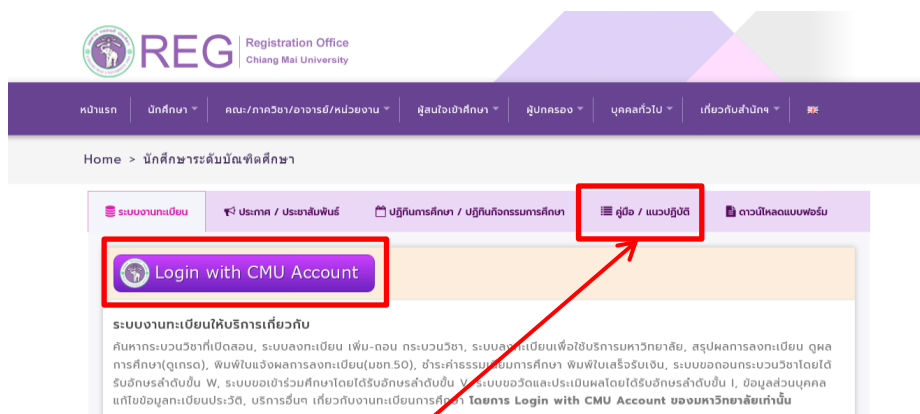 REG Registration Office
Chiang Mai University
หน้าแรก นักศึกษา คณะ/ภาควิชา/อาจารย์/หน่วยงาน ผู้สนใจเข้าศึกษา ผู้ปกครอง บุคคลทั่วไป เกี่ยวกับสำนักฯ
Home > นักศึกษาระดับบัณฑิตศึกษา
ระบบงานทะเบียน ประกาศ / ประชาสัมพันธ์ ปฏิทินการศึกษา / ปฏิทินกิจกรรมการศึกษา คู่มือ / แนวปฏิบัติ ดาวน์โหลดแบบฟอร์ม
Login with CMU Account
ระบบงานทะเบียนให้บริการเกี่ยวกับ
ค้นหากระบวนวิชาที่เปิดสอน, ระบบลงทะเบียน เพิ่ม-ถอน กระบวนวิชา, ระบบลงทะเบียนเพื่อใช้บริการมหาวิทยาลัย, สรุปผลการลงทะเบียน ดูผล
การศึกษา(ดูเกรด), พิมพ์ใบแจ้งผลการลงทะเบียน(มชท.50), ชำระค่าธรรมเนียมการศึกษา พิมพ์ใบเสร็จรับเงิน, ระบบขอถอนกระบวนวิชาโดยได้
รับอักษรลำดับขั้น W, ระบบขอเข้าร่วมศึกษาโดยได้รับอักษรลำดับขั้น V, ระบบขอวัดและประเมินผลโดยได้รับอักษรลำดับขั้น I, ข้อมูลส่วนบุคคล
แก้ไขข้อมูลทะเบียนประวัติ, บริการอื่นๆ เกี่ยวกับงานทะเบียนการศึกษา โดยการ Login with CMU Account ของมหาวิทยาลัยเท่านั้น